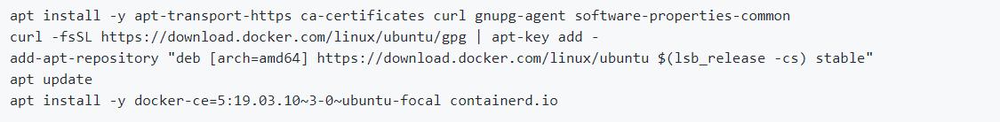 apt install -y apt-transport-https ca-certificates curl gnupg-agent software-properties-common
curl -fsSL https://download.docker.com/linux/ubuntu/gpg | apt-key add -
add-apt-repository "deb [arch=amd64] https://download.docker.com/linux/ubuntu $(lsb_release -cs) stable"
apt update
apt install -y docker-ce=5:19.03.10~3-0~ubuntu-focal containerd.io